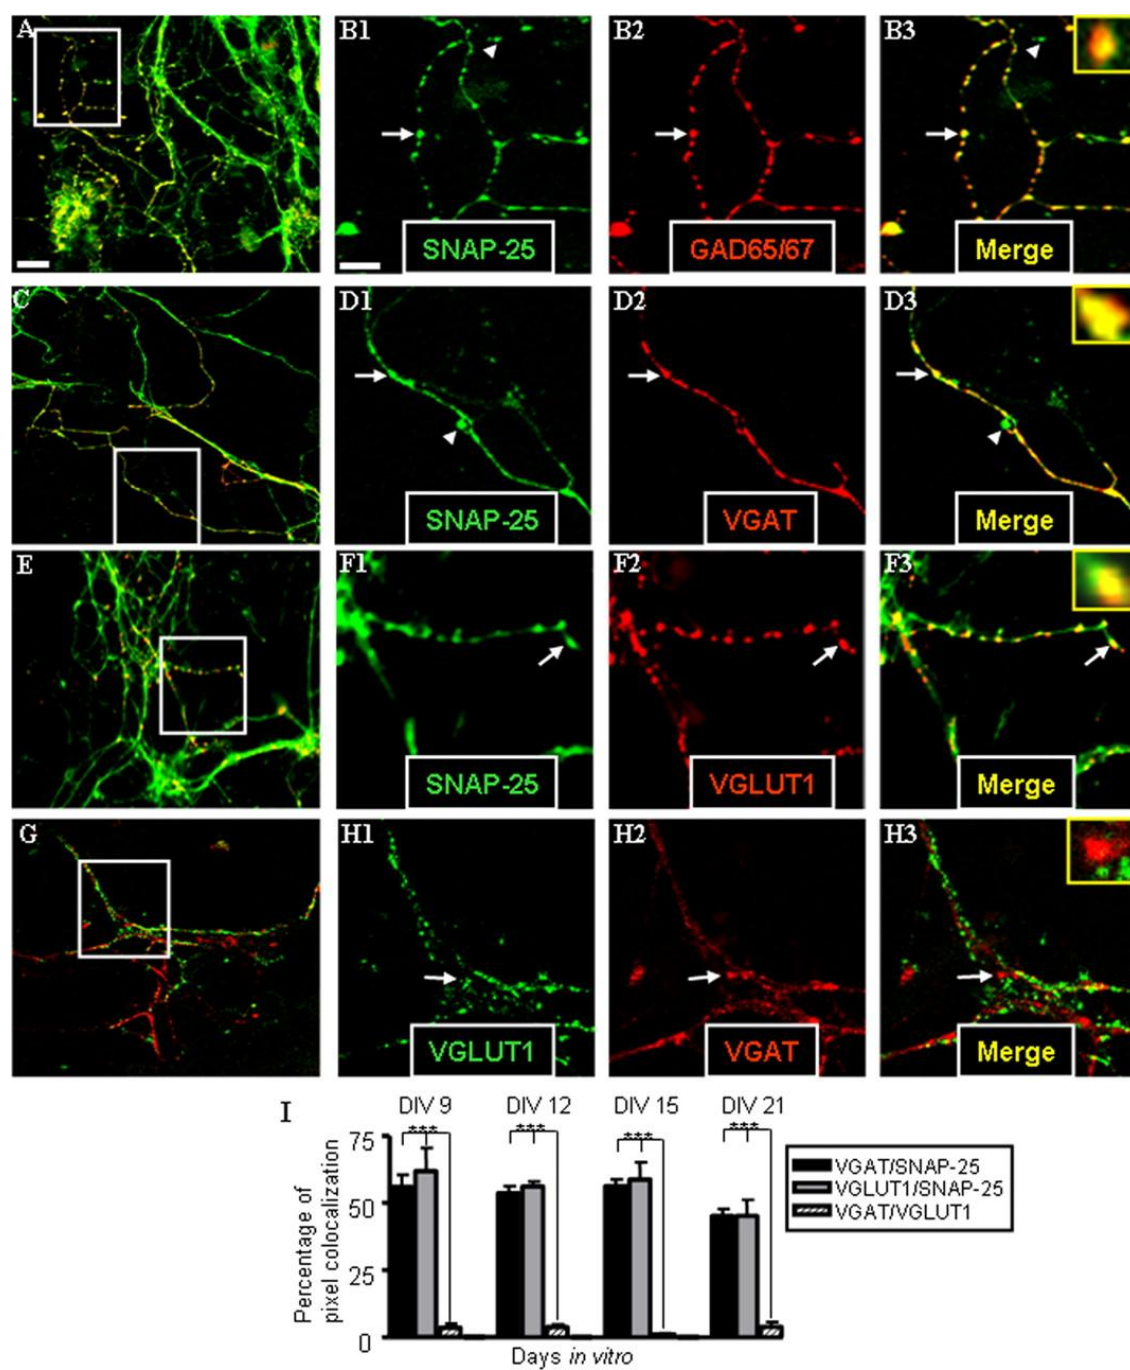 A B1 B2 B3
SNAP-25 GAD65/67 Merge
C D1 D2 D3
SNAP-25 VGAT Merge
E F1 F2 F3
SNAP-25 VGLUT1 Merge
G H1 H2 H3
VGLUT1 VGAT Merge
I DIV 9 DIV 12 DIV 15 DIV 21
*** *** *** ***
75
50
25
0
Percentage of
pixel colocalization
Days in vitro
VGAT/SNAP-25
VGLUT1/SNAP-25
VGAT/VGLUT1